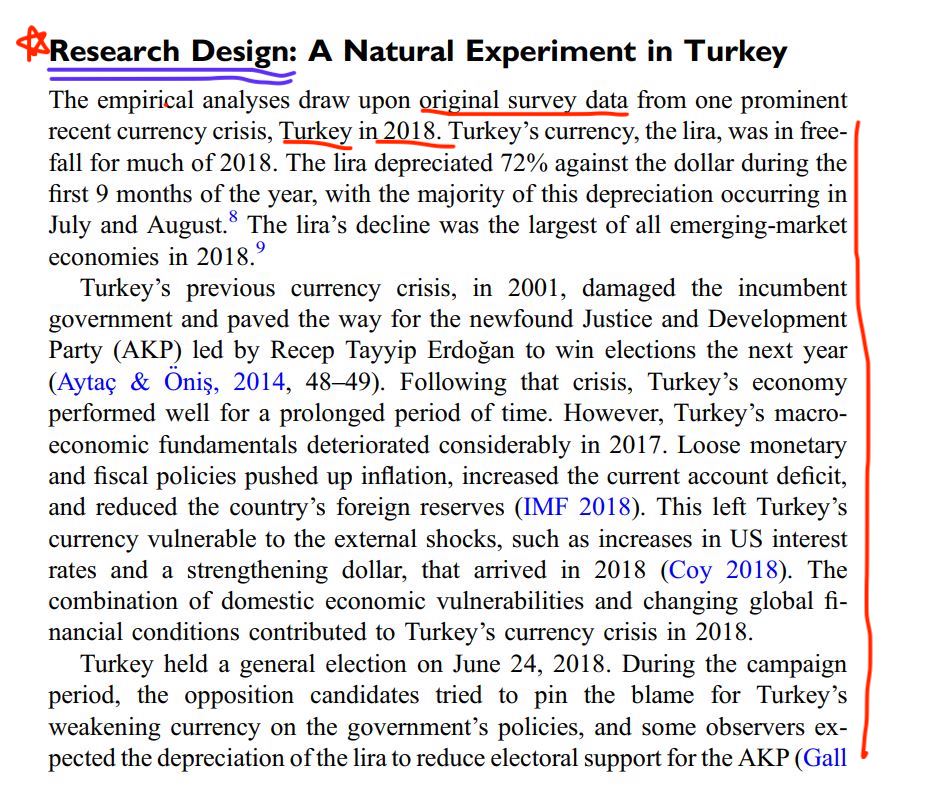 Research Design: A Natural Experiment in Turkey
The empirical analyses draw upon original survey data from one prominent
recent currency crisis, Turkey in 2018. Turkey’s currency, the lira, was in free-
fall for much of 2018. The lira depreciated 72% against the dollar during the
first 9 months of the year, with the majority of this depreciation occurring in
July and August.8 The lira’s decline was the largest of all emerging-market
economies in 2018.9
Turkey’s previous currency crisis, in 2001, damaged the incumbent
government and paved the way for the newfound Justice and Development
Party (AKP) led by Recep Tayyip Erdoğan to win elections the next year
(Aytaç & Öniş, 2014, 48–49). Following that crisis, Turkey’s economy
performed well for a prolonged period of time. However, Turkey’s macro-
economic fundamentals deteriorated considerably in 2017. Loose monetary
and fiscal policies pushed up inflation, increased the current account deficit,
and reduced the country’s foreign reserves (IMF 2018). This left Turkey’s
currency vulnerable to the external shocks, such as increases in US interest
rates and a strengthening dollar, that arrived in 2018 (Coy 2018). The
combination of domestic economic vulnerabilities and changing global fi-
nancial conditions contributed to Turkey’s currency crisis in 2018.
Turkey held a general election on June 24, 2018. During the campaign
period, the opposition candidates tried to pin the blame for Turkey’s
weakening currency on the government’s policies, and some observers ex-
pected the depreciation of the lira to reduce electoral support for the AKP (Gall